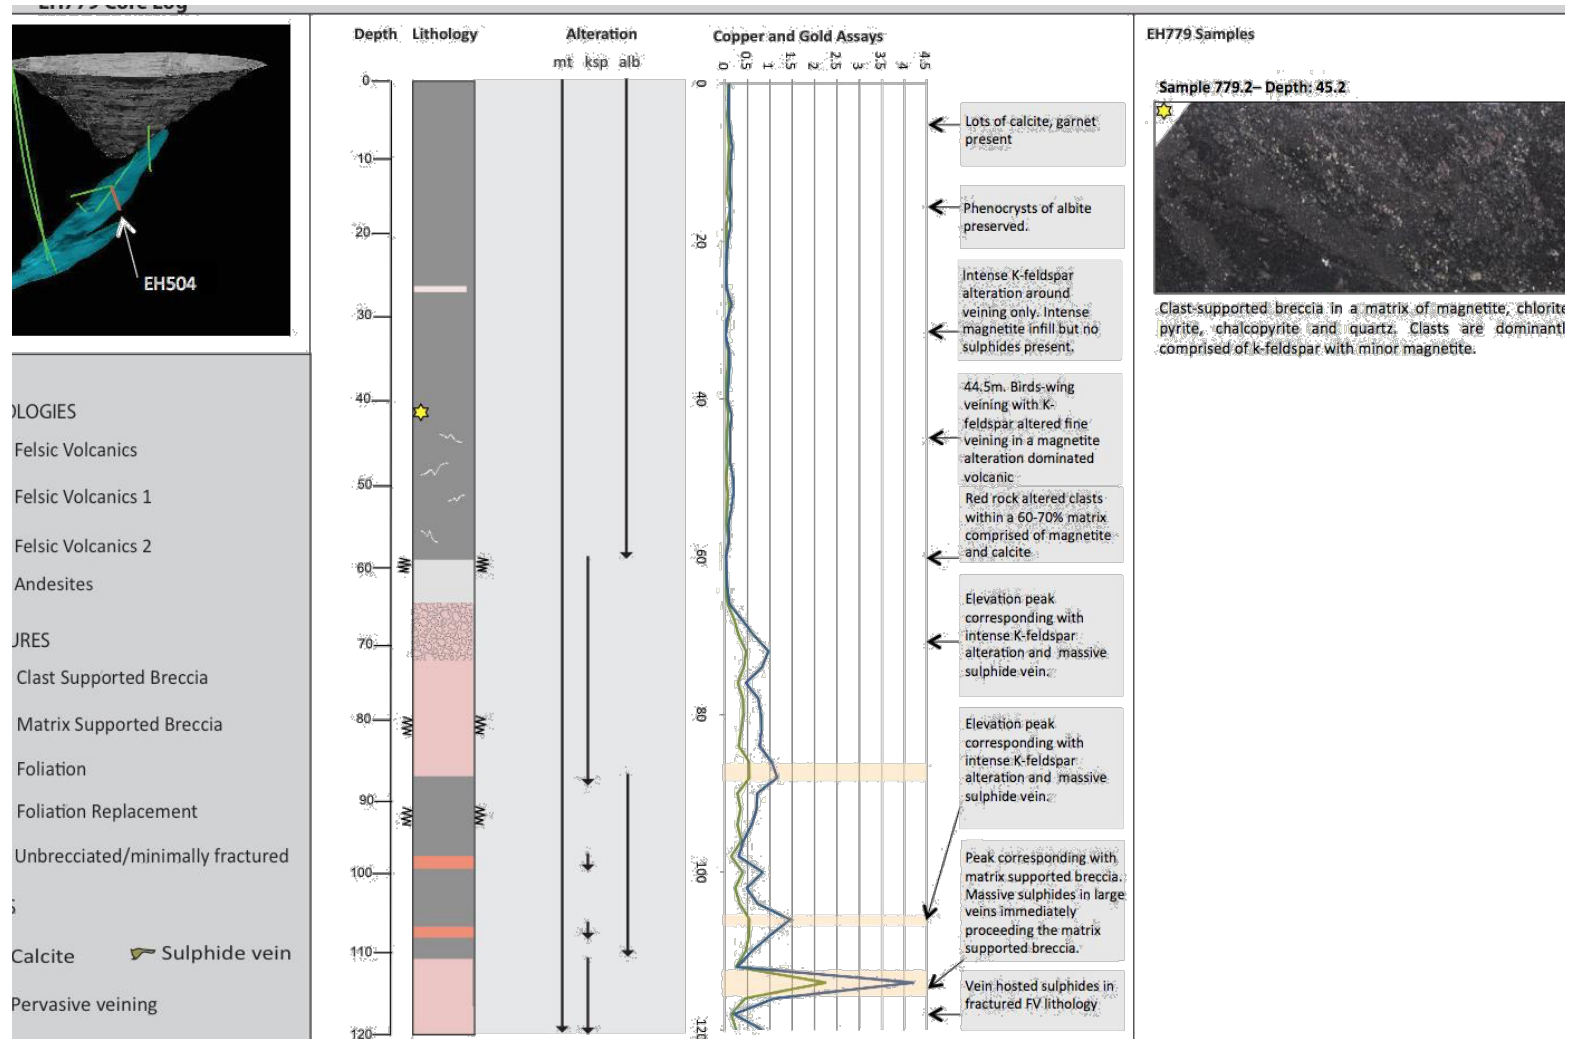 EH779 Core Log
EH504
OLOGIES
Felsic Volcanics
Felsic Volcanics 1
Felsic Volcanics 2
Andesites
URES
Clast Supported Breccia
Matrix Supported Breccia
Foliation
Foliation Replacement
Unbrecciated/minimally fractured
S
Calcite
Sulphide vein
Pervasive veining
Depth
Lithology
Alteration
mt ksp alb
0
10
20
30
40
50
60
70
80
90
100
110
120
Copper and Gold Assays
0 0.5 1 1.5 2 2.5 3 3.5 4 4.5
0
20
40
60
80
100
120
Lots of calcite, garnet
present
Phenocrysts of albite
preserved.
Intense K-feldspar
alteration around
veining only. Intense
magnetite infill but no
sulphides present.
44.5m. Birds-wing
veining with K-
feldspar altered fine
veining in a magnetite
alteration dominated
volcanic
Red rock altered clasts
within a 60-70% matrix
comprised of magnetite
and calcite
Elevation peak
corresponding with
intense K-feldspar
alteration and massive
sulphide vein.
Elevation peak
corresponding with
intense K-feldspar
alteration and massive
sulphide vein.
Peak corresponding with
matrix supported breccia.
Massive sulphides in large
veins immediately
proceeding the matrix
supported breccia.
Vein hosted sulphides in
fractured FV lithology
EH779 Samples
Sample 779.2– Depth: 45.2
Clast-supported breccia in a matrix of magnetite, chlorite
pyrite, chalcopyrite and quartz. Clasts are dominantl
comprised of k-feldspar with minor magnetite.